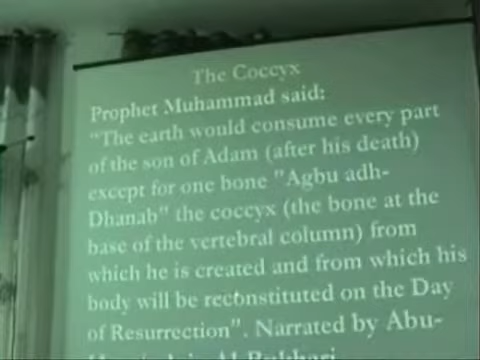 The Coccyx
Prophet Muhammad said:
"The earth would consume every part
of the son of Adam (after his death)
except for one bone "Agbu adh-
Dhanab" the coccyx (the bone at the
base of the vertebral column) from
which he is created and from which his
body will be reconstituted on the Day
of Resurrection". Narrated by Abu-